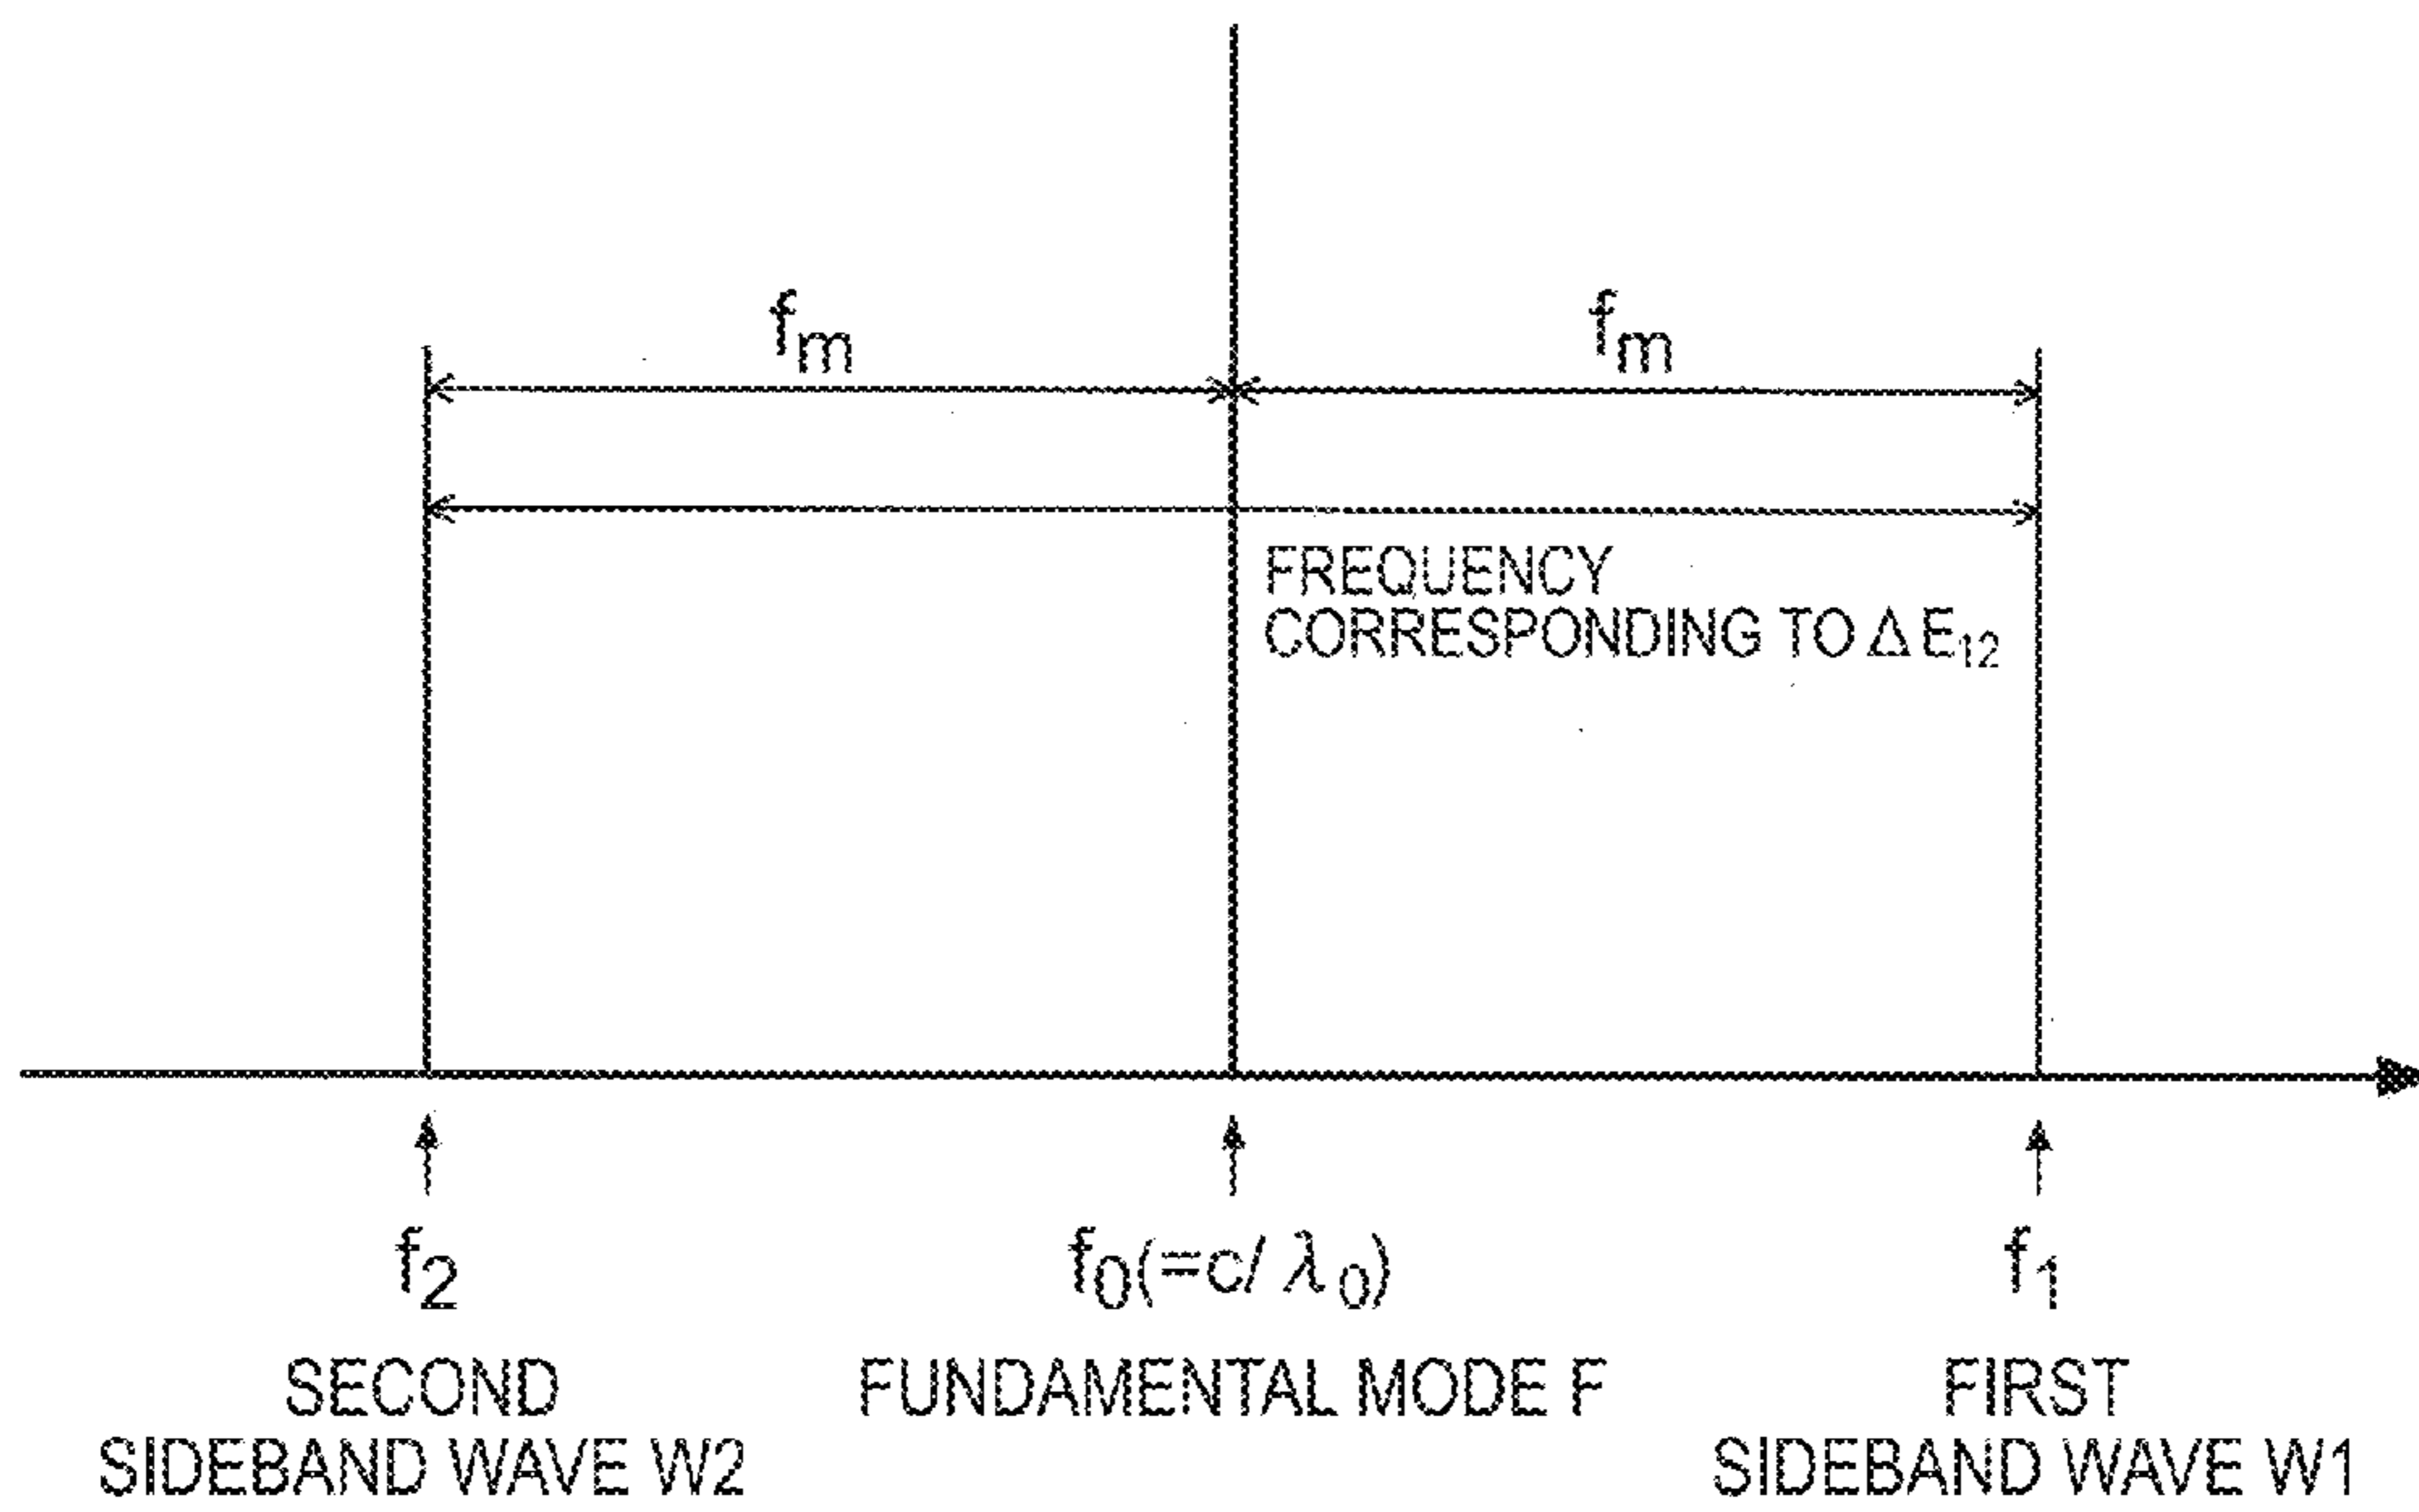 fm fm
FREQUENCY
CORRESPONDING TO ΔE12
f2 f0(=c/λ0) f1
SECOND FUNDAMENTAL MODE F FIRST
SIDEBAND WAVE W2 SIDEBAND WAVE W1